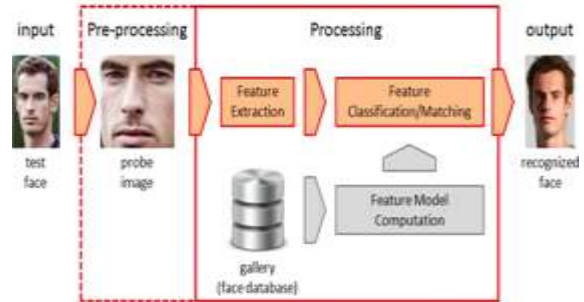 input
Pre-processing
Processing
output
Feature
Extraction
Feature
Classification/Matching
test
face
probe
image
recognized
face
Feature Model
Computation
gallery
(face database)